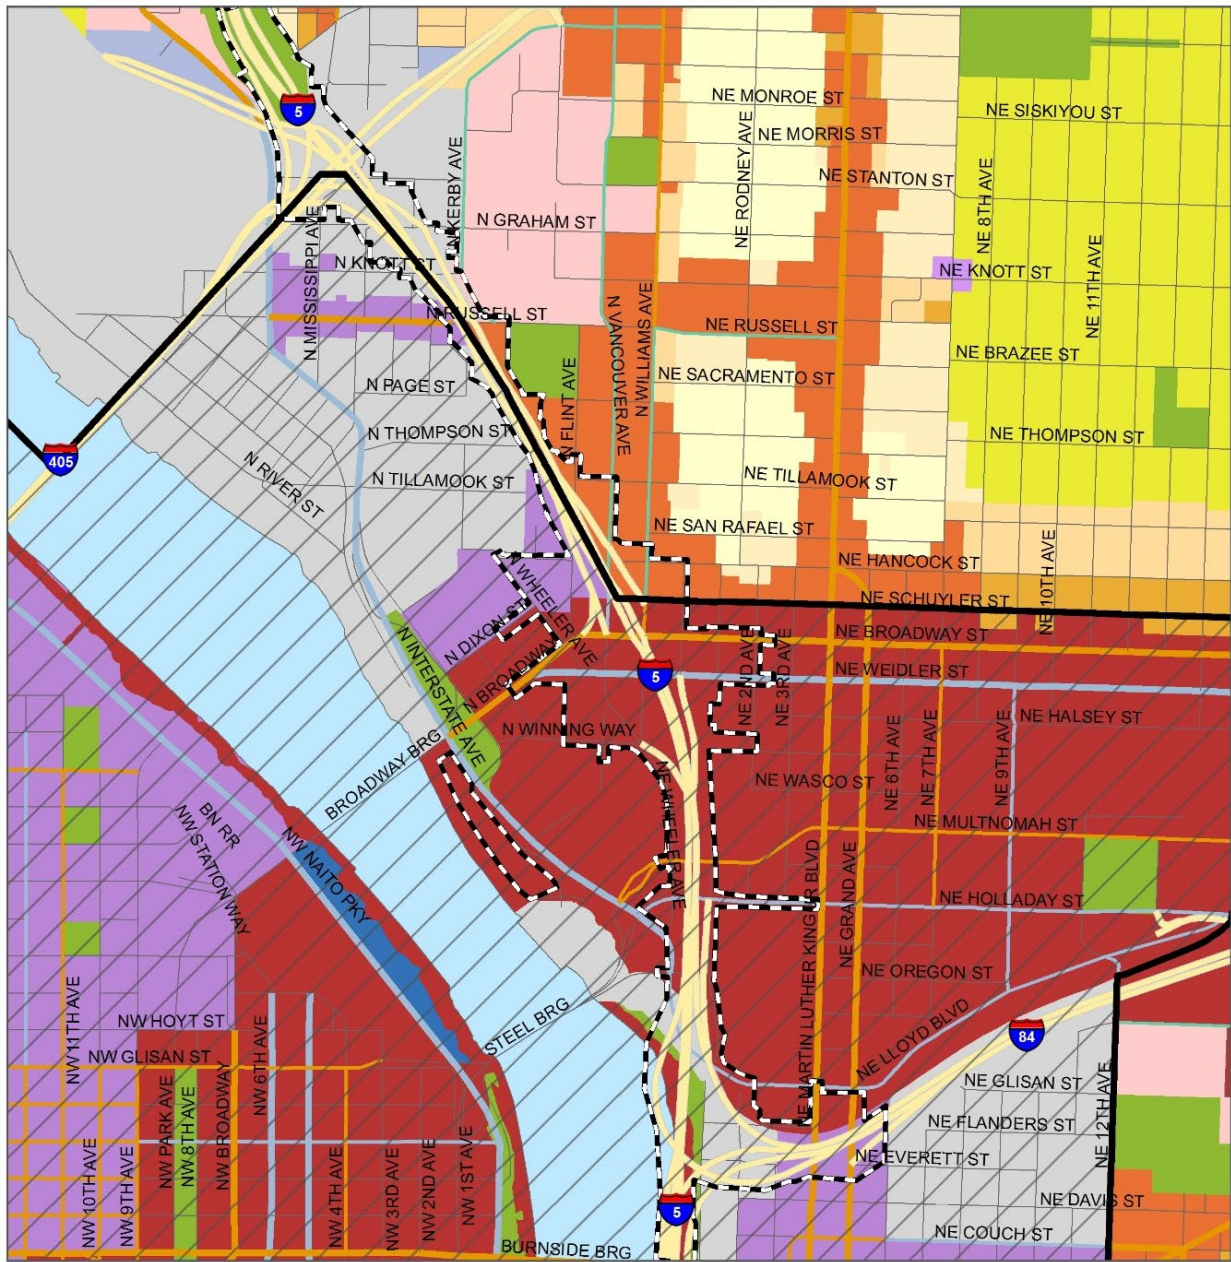 5
NE MONROE ST
NE SISKIYOU ST
NE MORRIS ST
NE RODNEY AVE
N KERBY AVE
NE STANTON ST
NE 8TH AVE
N GRAHAM ST
N MISSISSIPPI AVE
N KNOTT ST
NE KNOTT ST
NE 11TH AVE
N RUSSELL ST
N VANCOUVER AVE
N WILLIAMS AVE
NE RUSSELL ST
NE BRAZEE ST
N PAGE ST
N FLINT AVE
NE SACRAMENTO ST
N THOMPSON ST
NE THOMPSON ST
405
N RIVER ST
N TILLAMOOK ST
NE TILLAMOOK ST
NE SAN RAFAEL ST
NE HANCOCK ST
NE 10TH AVE
N WHEELER AVE
NE SCHUYLER ST
N DIXON ST
NE BROADWAY ST
N INTERSTATE AVE
N BROADWAY
5
NE 2ND AVE
NE 3RD AVE
NE WEIDLER ST
N WINNING WAY
NE HALSEY ST
BROADWAY BRG
NE WHEELER AVE
NE WASCO ST
NE 6TH AVE
NE 7TH AVE
NE 9TH AVE
BN RR
NW STATION WAY
NW NAITO PKY
NE MULTNOMAH ST
NE MARTIN LUTHER KING JR BLVD
NE GRAND AVE
NE HOLLADAY ST
NE OREGON ST
NW 11TH AVE
NW HOYT ST
STEEL BRG
NE LLOYD BLVD
84
NW GLISAN ST
NW 6TH AVE
NE GLISAN ST
NE 12TH AVE
NW PARK AVE
NW 8TH AVE
NW BROADWAY
NE FLANDERS ST
NE EVERETT ST
NW 10TH AVE
NW 9TH AVE
NW 4TH AVE
NW 3RD AVE
NW 2ND AVE
NW 1ST AVE
5
NE DAVIS ST
NE COUCH ST
BURNSIDE BRG